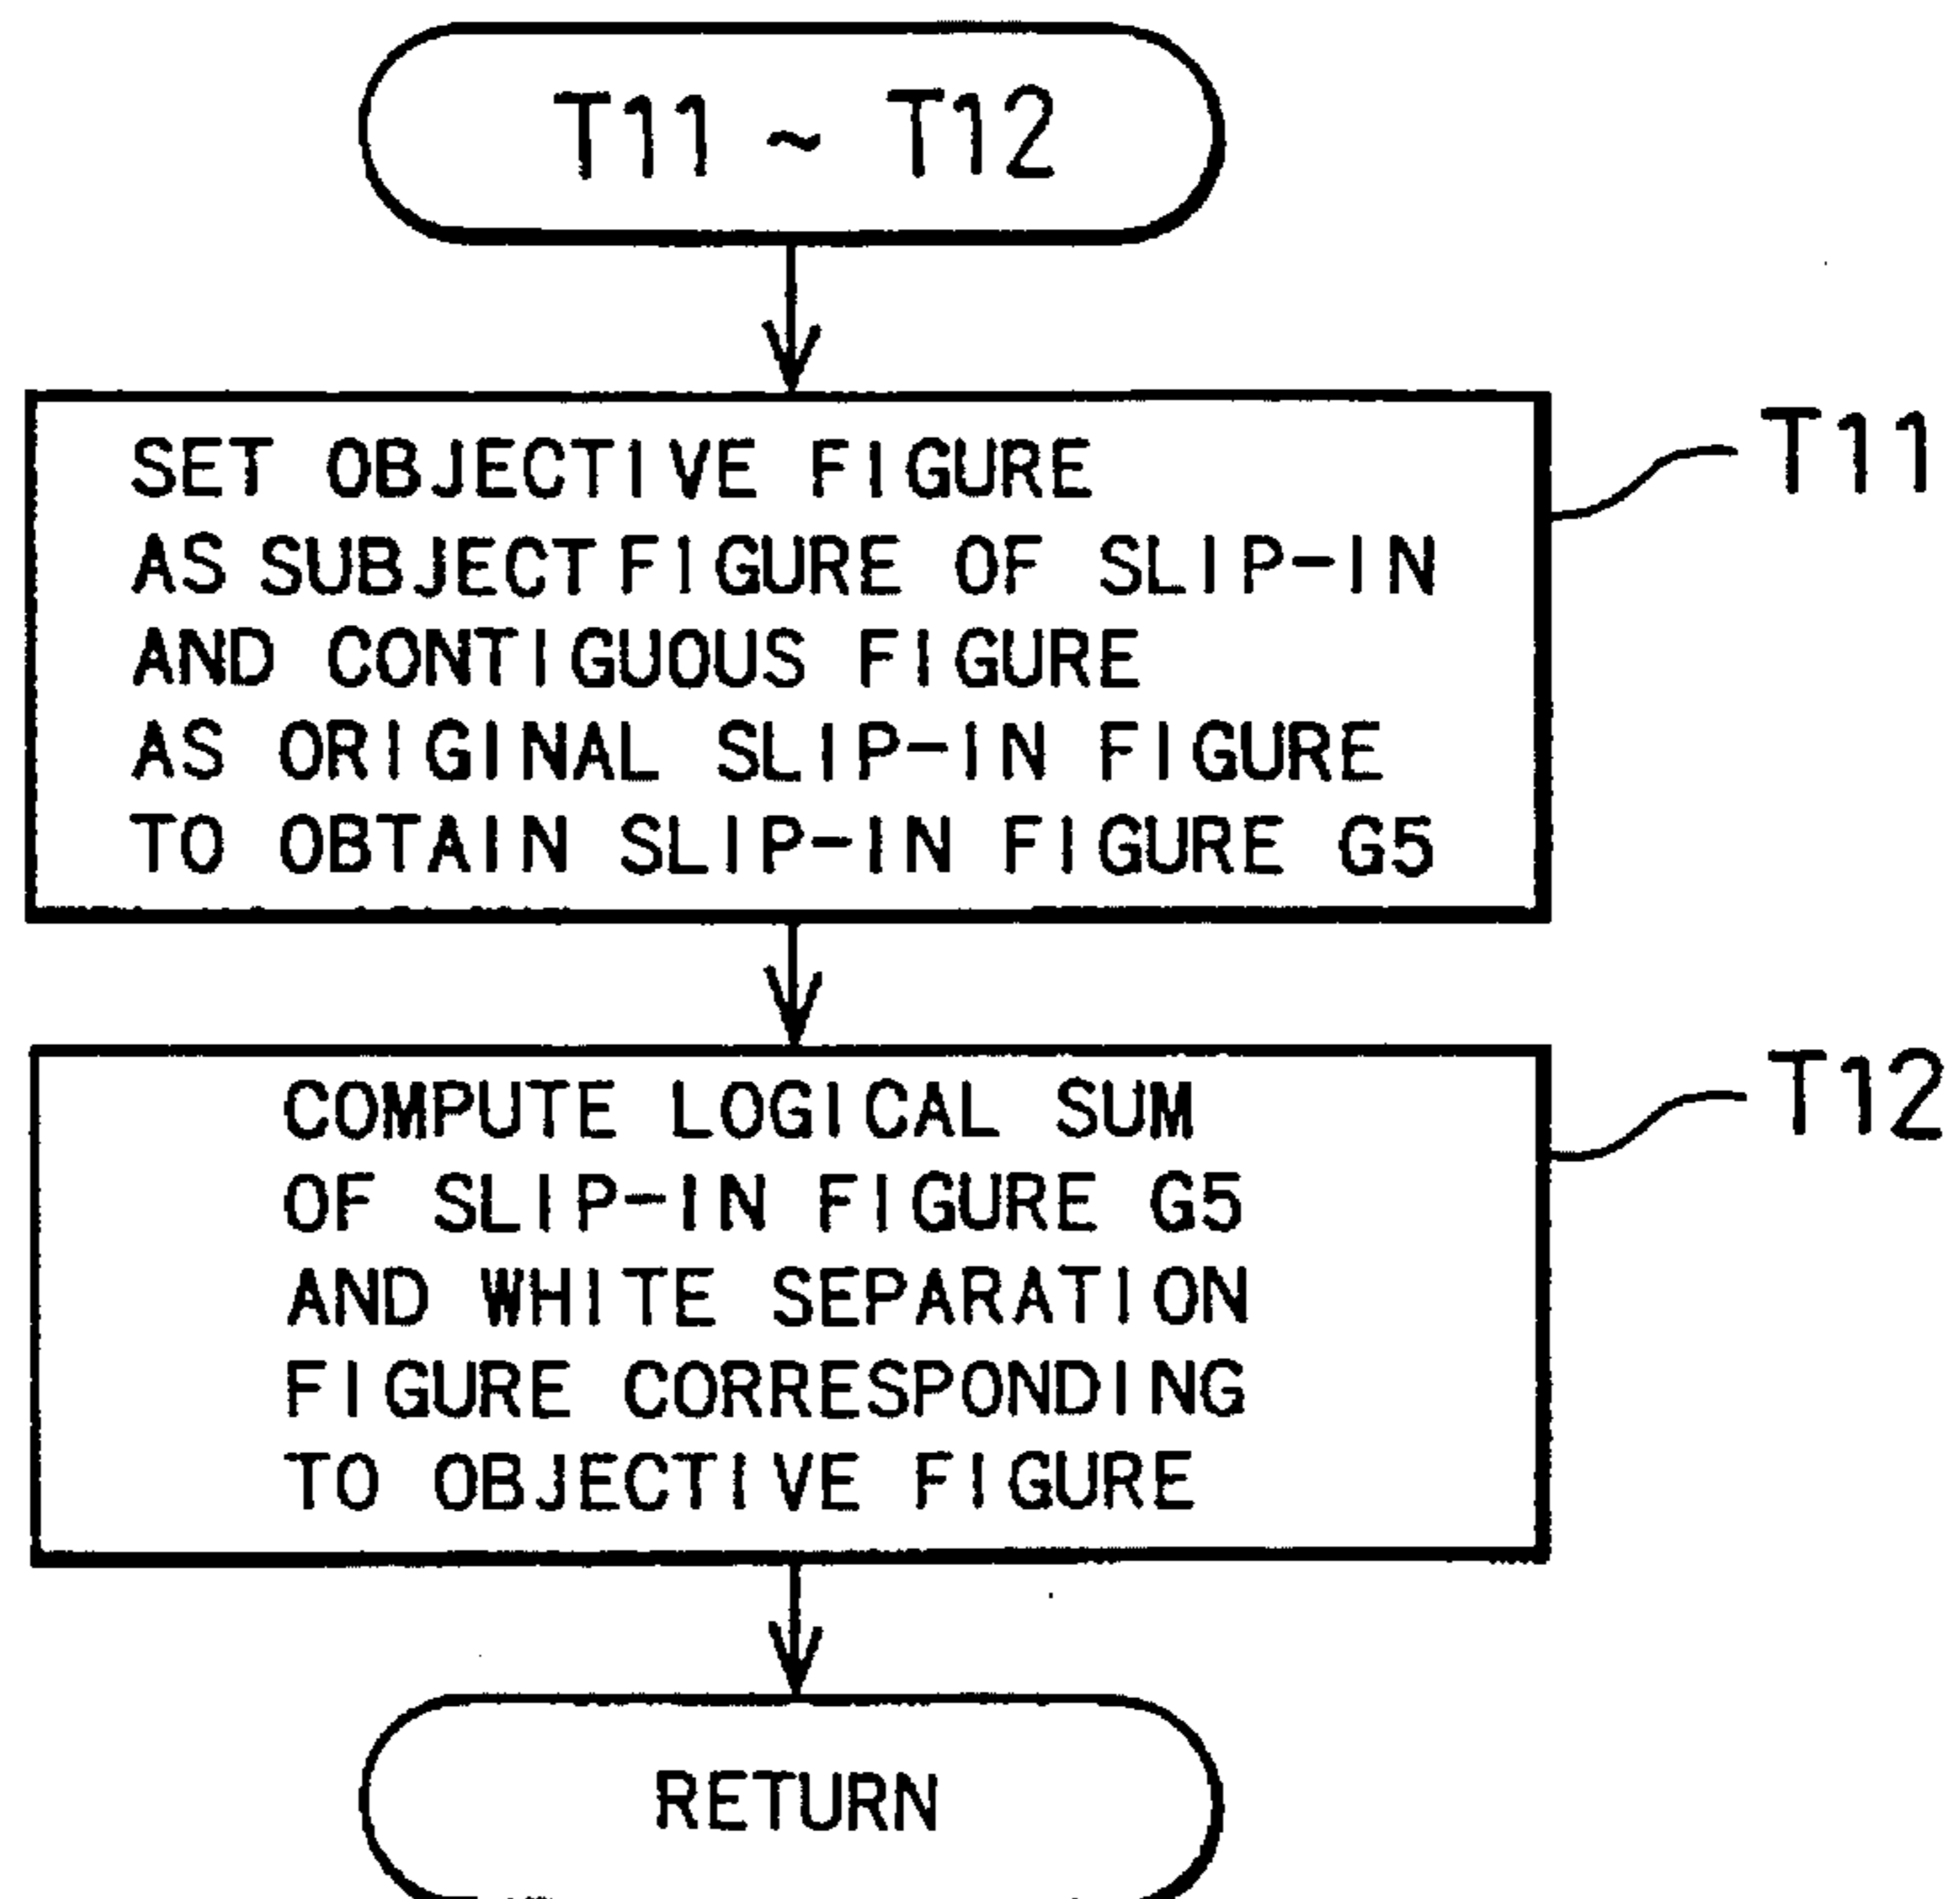 T11 ~ T12
SET OBJECTIVE FIGURE
AS SUBJECT FIGURE OF SLIP-IN
AND CONTIGUOUS FIGURE
AS ORIGINAL SLIP-IN FIGURE
TO OBTAIN SLIP-IN FIGURE G5
T11
COMPUTE LOGICAL SUM
OF SLIP-IN FIGURE G5
AND WHITE SEPARATION
FIGURE CORRESPONDING
TO OBJECTIVE FIGURE
T12
RETURN